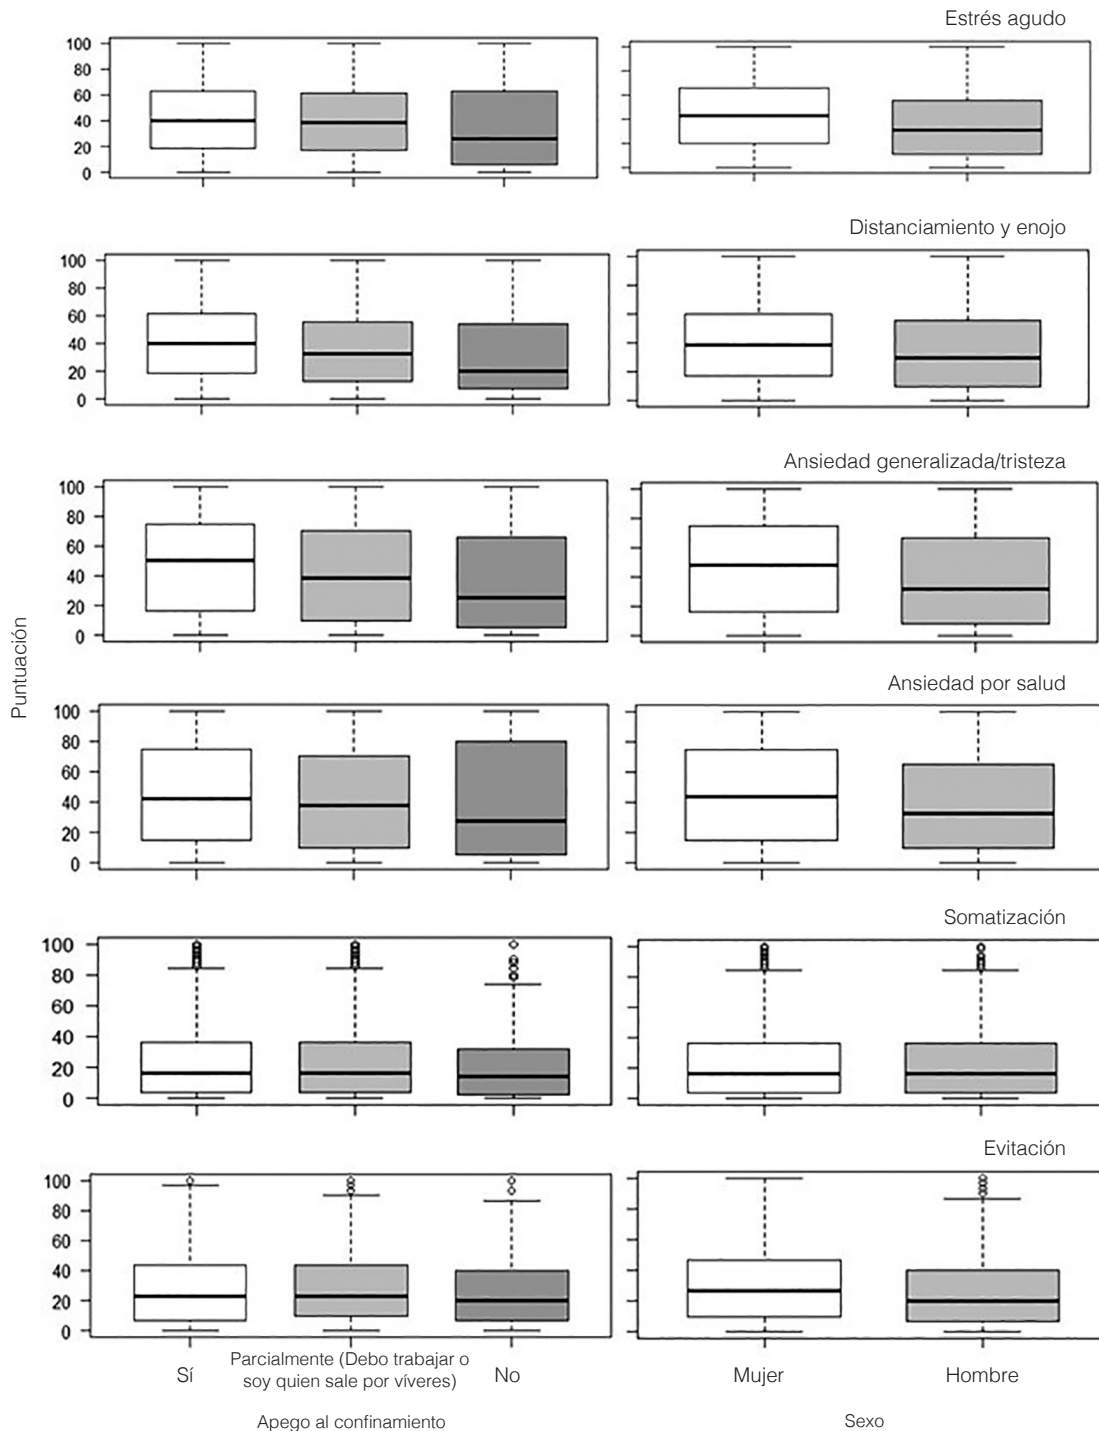 Estrés agudo
100
80
60
40
20
0
Distanciamiento y enojo
100
80
60
40
20
0
Ansiedad generalizada/tristeza
100
80
60
40
20
0
Puntuación
Ansiedad por salud
100
80
60
40
20
0
Somatización
100
80
60
40
20
0
Evitación
100
80
60
40
20
0
Sí
Parcialmente (Debo trabajar o
soy quien sale por víveres)
No
Mujer
Hombre
Apego al confinamiento
Sexo